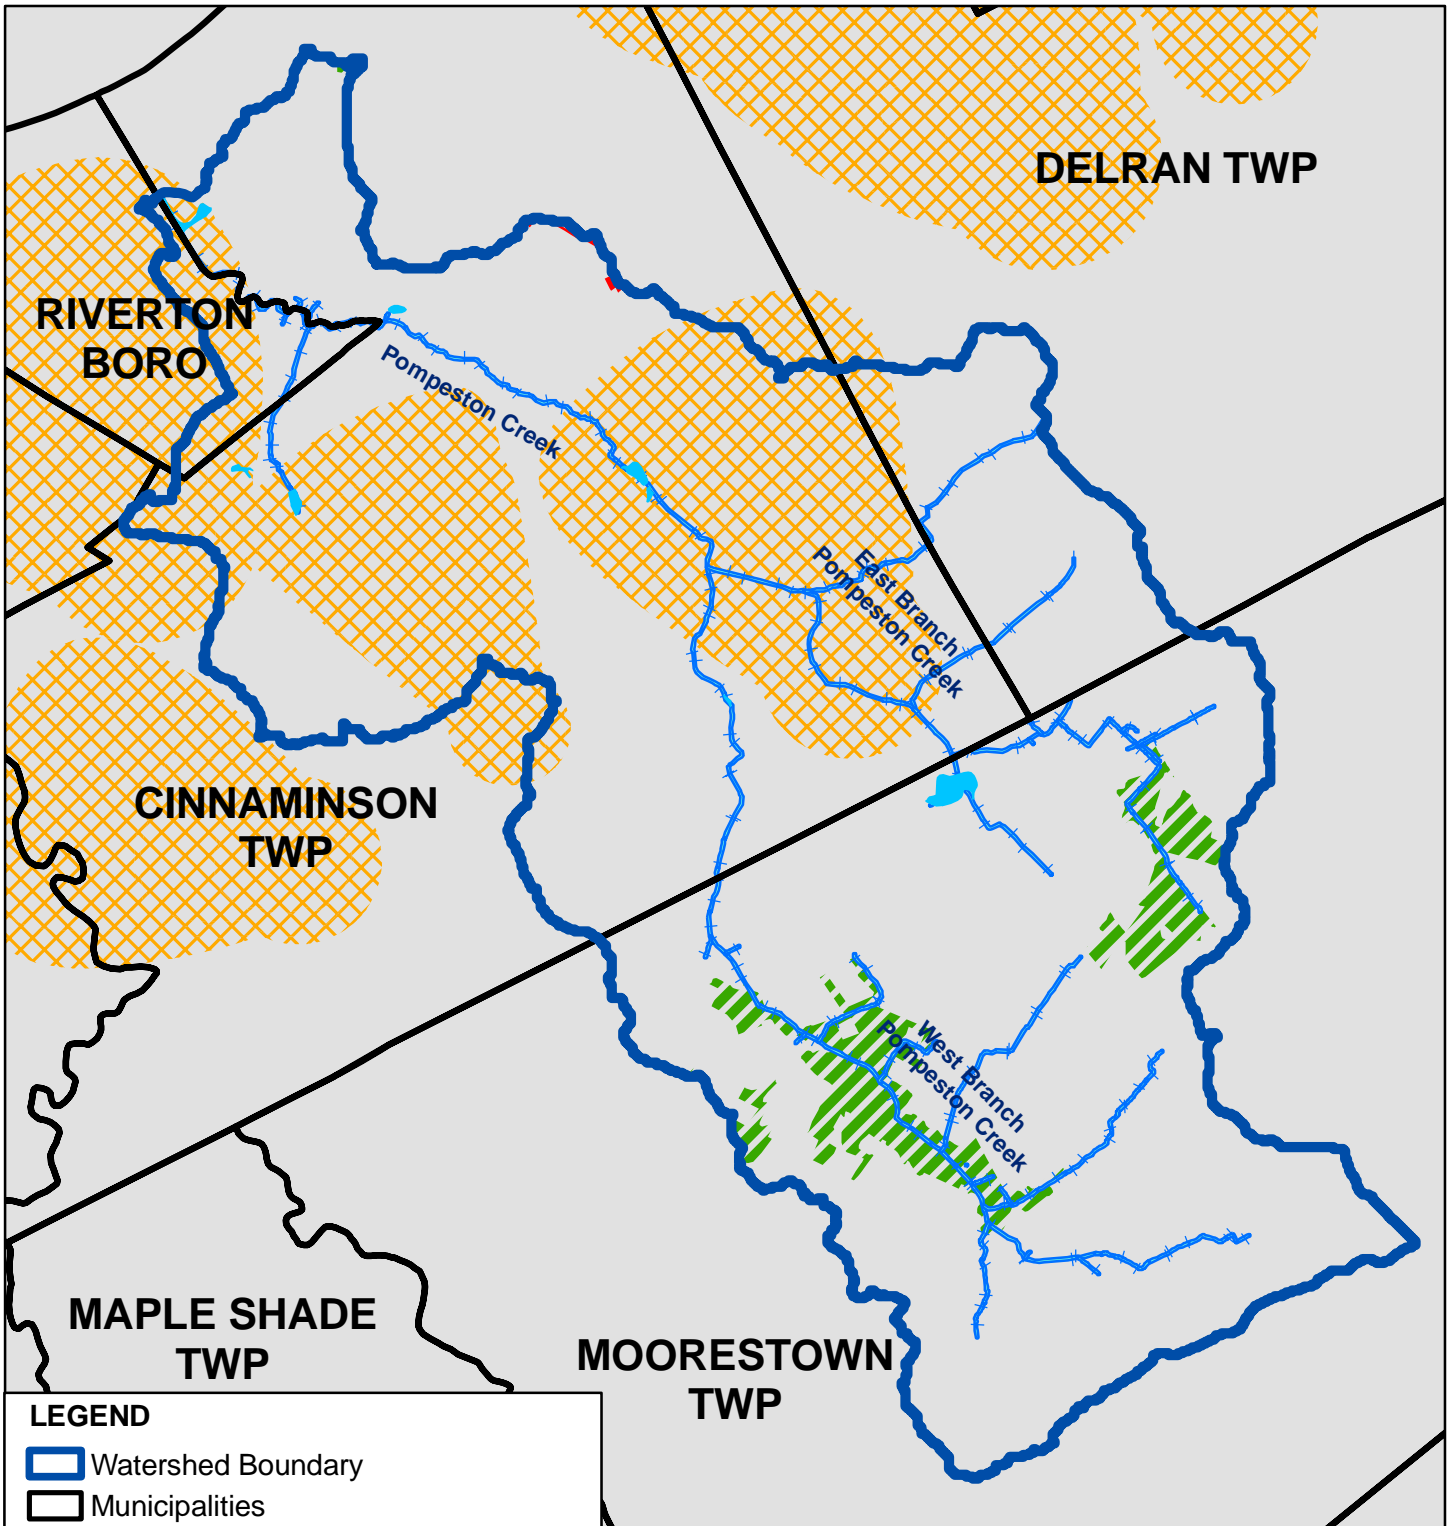 DELRAN TWP
RIVERTON
BORO
Pompeston Creek
East Branch
Pompeston Creek
CINNAMINSON
TWP
West Branch
Pompeston Creek
MAPLE SHADE
TWP
MOORESTOWN
TWP
LEGEND
Watershed Boundary
Municipalities